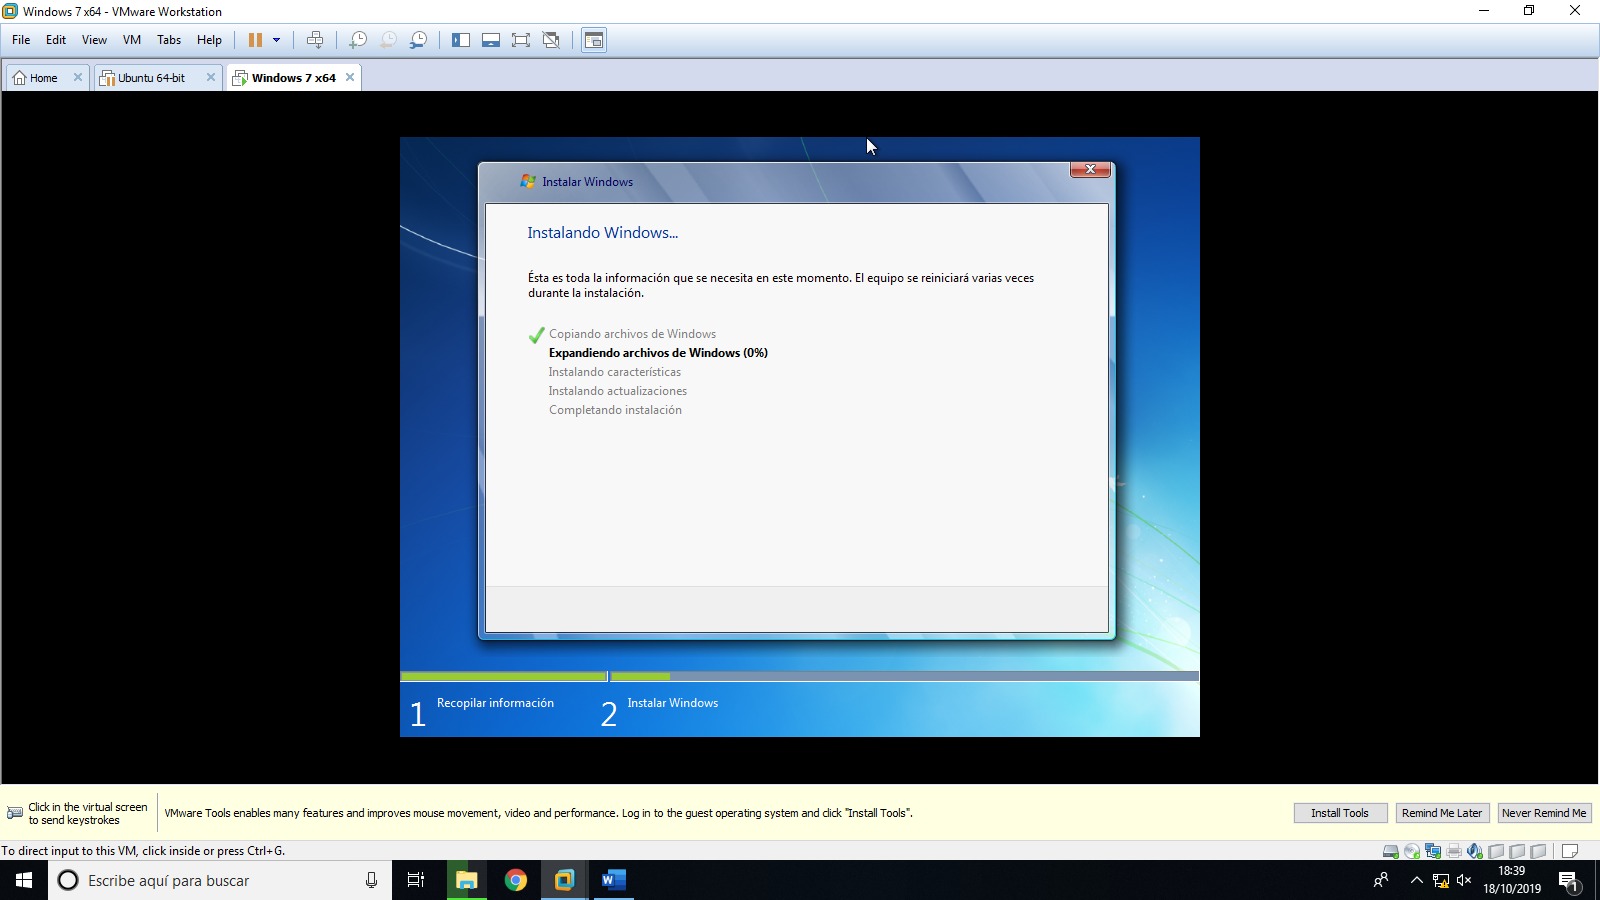 Windows 7 x64 - VMware Workstation
File Edit View VM Tabs Help
Home Ubuntu 64-bit Windows 7 x64
Instalar Windows
Instalando Windows...
Ésta es toda la información que se necesita en este momento. El equipo se reiniciará varias veces
durante la instalación.
Copiando archivos de Windows
Expandiendo archivos de Windows (0%)
Instalando características
Instalando actualizaciones
Completando instalación
1 Recopilar información 2 Instalar Windows
Click in the virtual screen
to send keystrokes
VMware Tools enables many features and improves mouse movement, video and performance. Log in to the guest operating system and click "Install Tools".
Install Tools Remind Me Later Never Remind Me
To direct input to this VM, click inside or press Ctrl+G.
Escribe aquí para buscar
18:39
18/10/2019
1